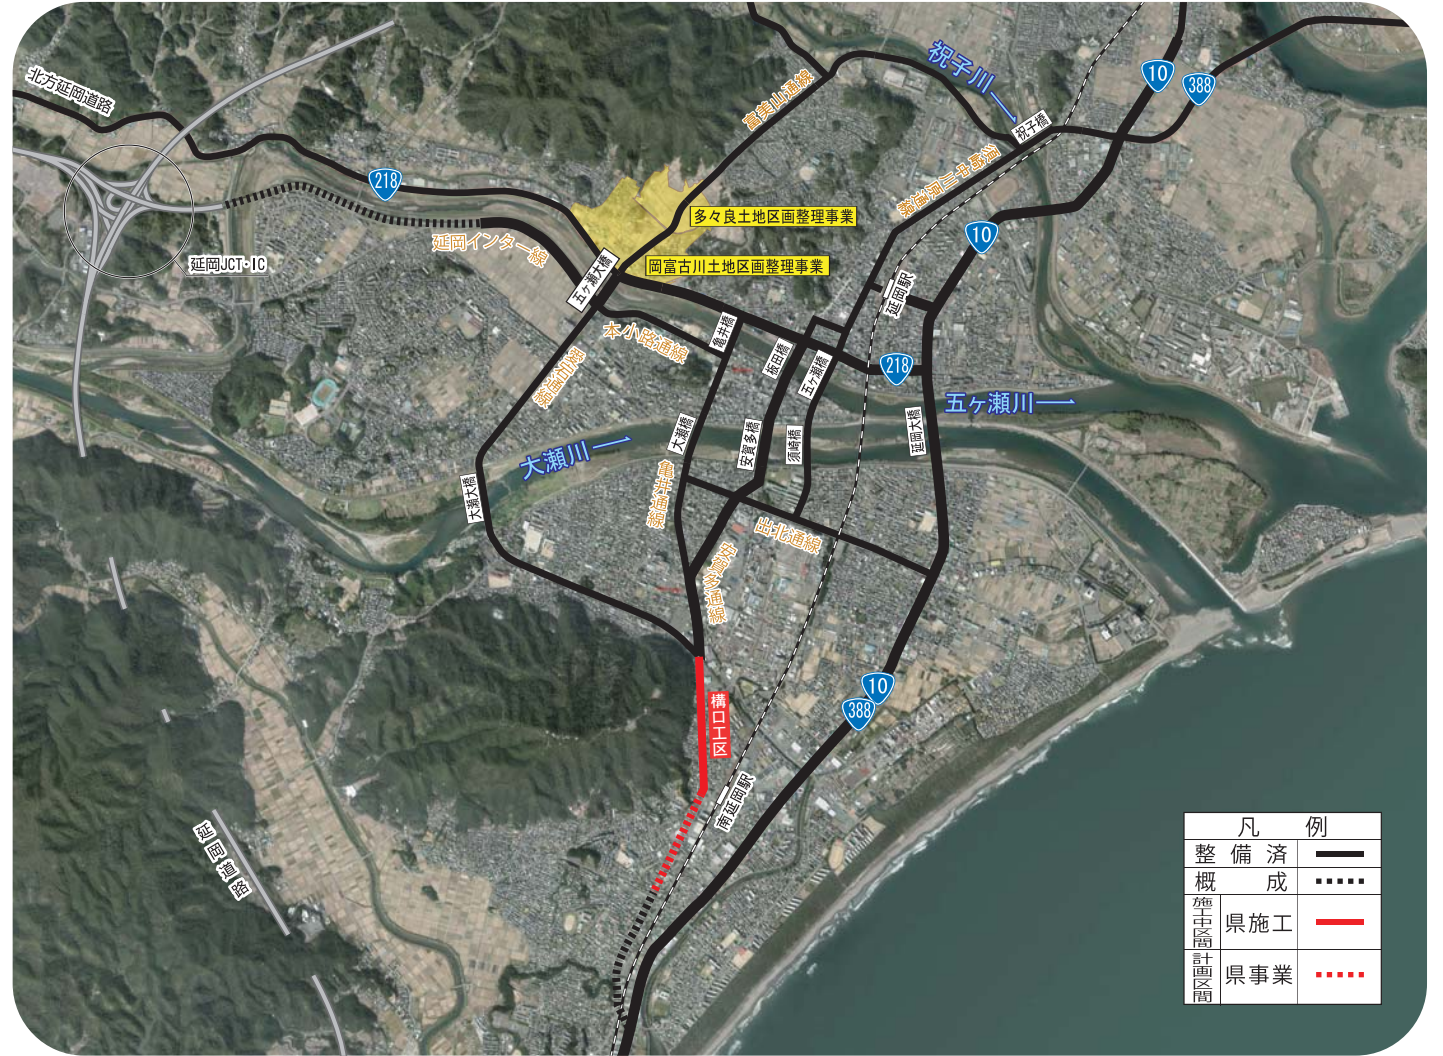 北方延岡道路
祝子川
10
388
富美山通線
祝子橋
218
多々良土地区画整理事業
10
延岡インター線
延岡JCT・IC
五ヶ瀬大橋
岡富古川土地区画整理事業
延岡駅
本小路通線
亀井橋
板田橋
五ヶ瀬橋
218
五ヶ瀬川
大瀬川
大瀬橋
安賀多橋
須崎橋
延岡大橋
大瀬大橋
亀井通線
出北通線
安賀多通線
10
388
構口工区
南延岡駅
延岡道路
凡例
整備済
概成
施工中区間 県施工
計画区間 県事業